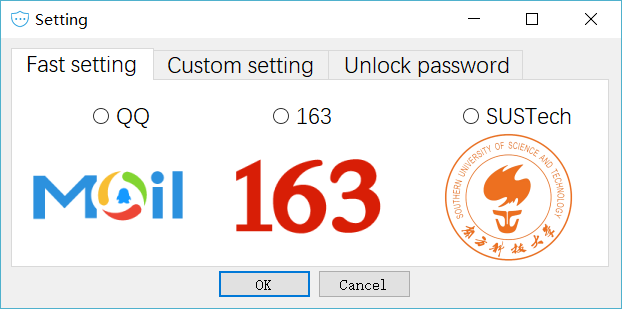 Setting
Fast setting
Custom setting
Unlock password
QQ
163
SUSTech
Mail
163
SOUTHERN UNIVERSITY OF SCIENCE AND TECHNOLOGY
南方科技大学
OK
Cancel